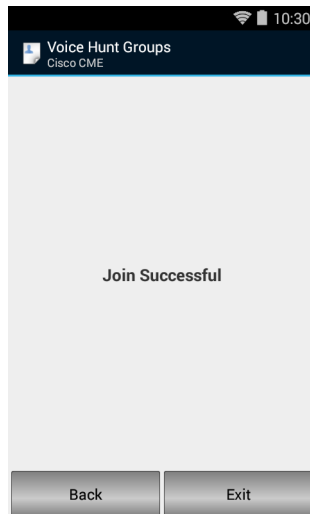 10:30
Voice Hunt Groups
Cisco CME
Join Successful
Back Exit